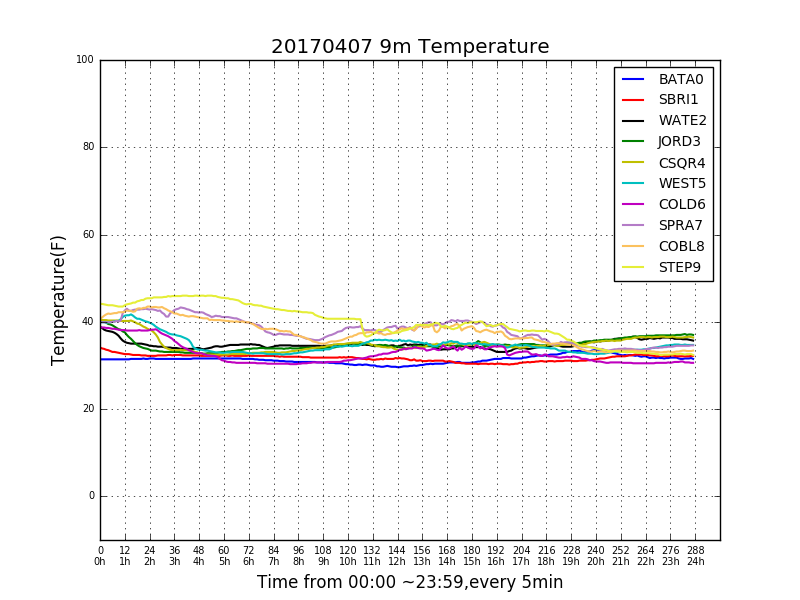 20170407 9m Temperature
100
80
60
40
20
0
Temperature(F)
BATA0
SBRI1
WATE2
JORD3
CSQR4
WEST5
COLD6
SPRA7
COBL8
STEP9
0 12 24 36 48 60 72 84 96 108 120 132 144 156 168 180 192 204 216 228 240 252 264 276 288
0h 1h 2h 3h 4h 5h 6h 7h 8h 9h 10h 11h 12h 13h 14h 15h 16h 17h 18h 19h 20h 21h 22h 23h 24h
Time from 00:00 ~23:59,every 5min